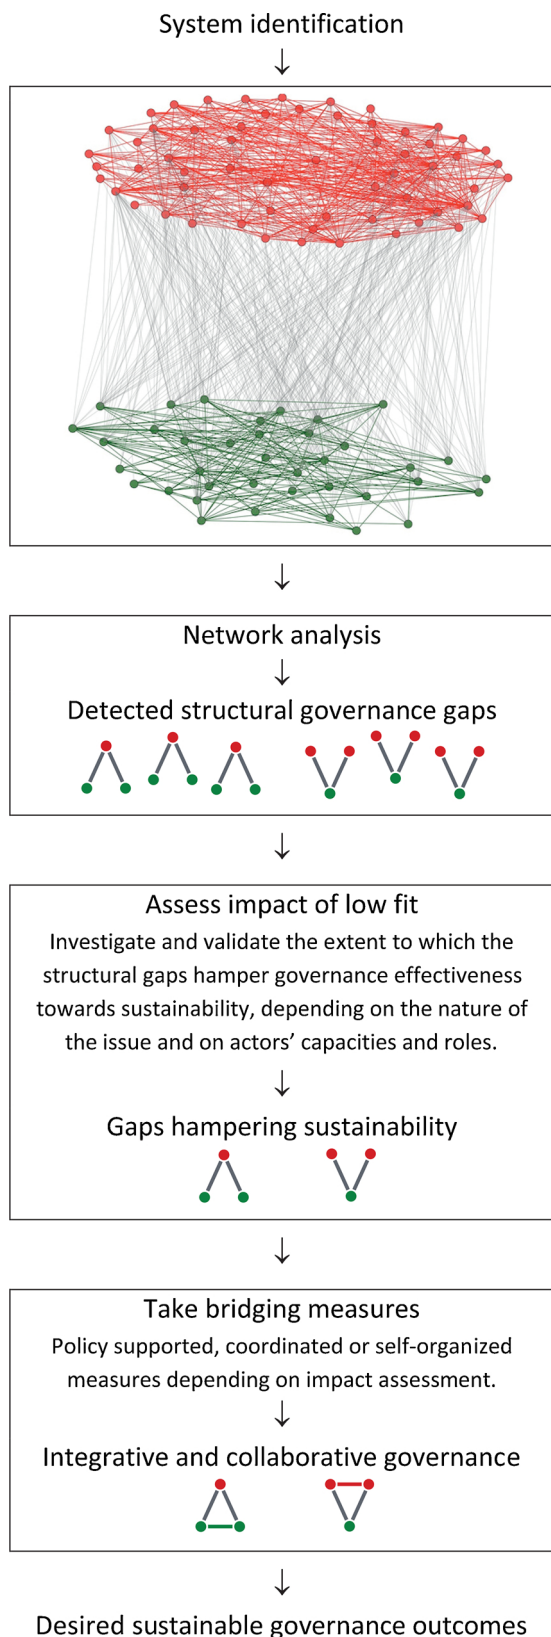 System identification
Network analysis
Detected structural governance gaps
Assess impact of low fit
Investigate and validate the extent to which the
structural gaps hamper governance effectiveness
towards sustainability, depending on the nature of
the issue and on actors’ capacities and roles.
Gaps hampering sustainability
Take bridging measures
Policy supported, coordinated or self-organized
measures depending on impact assessment.
Integrative and collaborative governance
Desired sustainable governance outcomes